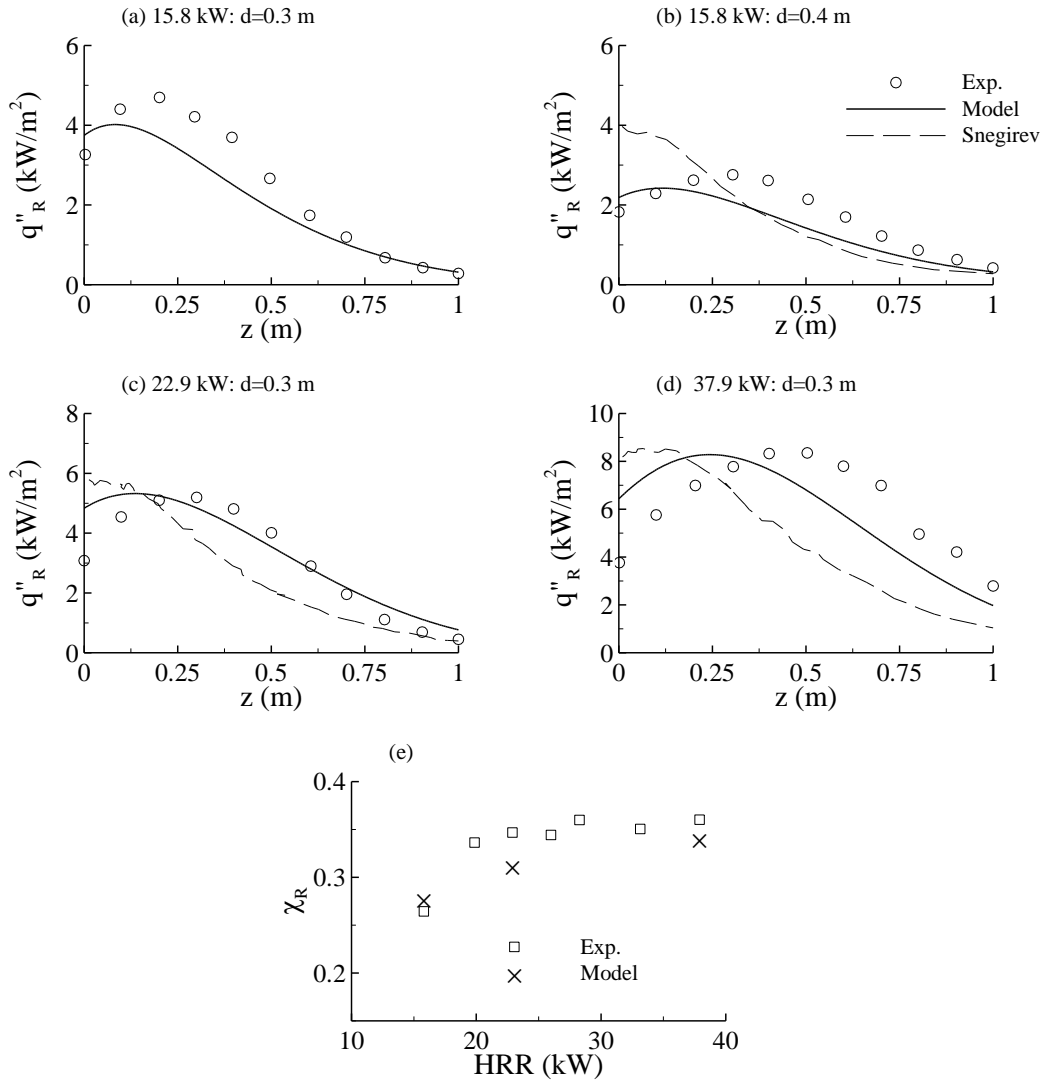 (a) 15.8 kW: d=0.3 m
6
4
2
0
q"R (kW/m2)
0 0.25 0.5 0.75 1
z (m)
(b) 15.8 kW: d=0.4 m
6
4
2
0
q"R (kW/m2)
0 0.25 0.5 0.75 1
z (m)
Exp.
Model
Snegirev
(c) 22.9 kW: d=0.3 m
8
6
4
2
0
q"R (kW/m2)
0 0.25 0.5 0.75 1
z (m)
(d) 37.9 kW: d=0.3 m
10
8
6
4
2
0
q"R (kW/m2)
0 0.25 0.5 0.75 1
z (m)
(e)
0.4
0.3
0.2
χR
Exp.
Model
10 20 30 40
HRR (kW)